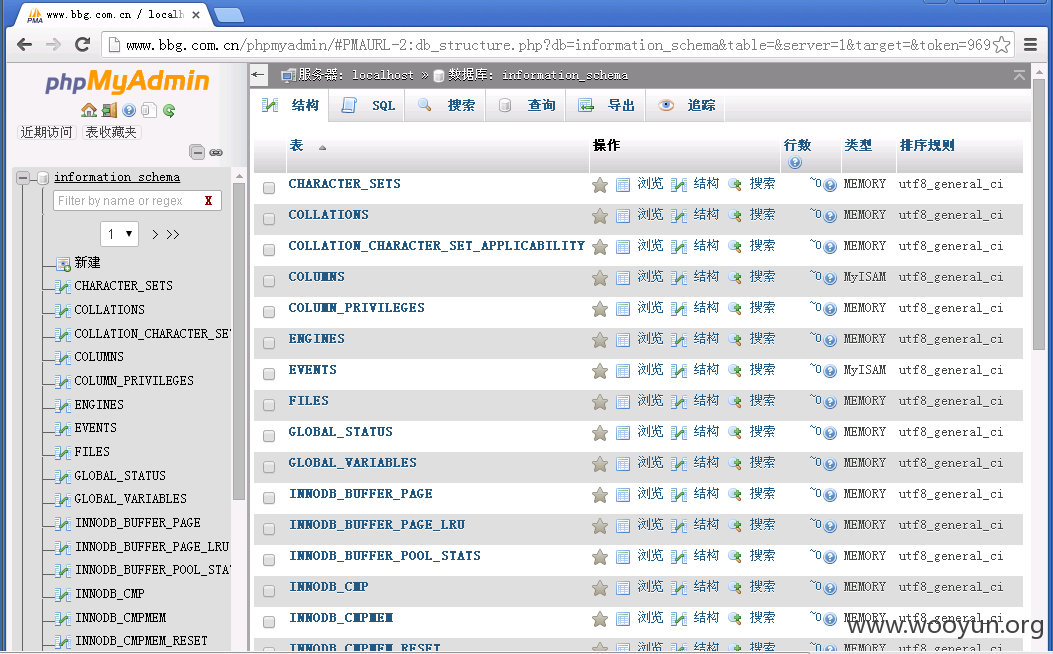 www.bbg.com.cn / localh
www.bbg.com.cn/phpmyadmin/#PMAURL-2:db_structure.php?db=information_schema&table=&server=1&target=&token=969
phpMyAdmin
近期访问 表收藏夹
information_schema
Filter by name or regex X
1 > >>
新建
CHARACTER_SETS
COLLATIONS
COLLATION_CHARACTER_SE
COLUMNS
COLUMN_PRIVILEGES
ENGINES
EVENTS
FILES
GLOBAL_STATUS
GLOBAL_VARIABLES
INNODB_BUFFER_PAGE
INNODB_BUFFER_PAGE_LRU
INNODB_BUFFER_POOL_STA
INNODB_CMP
INNODB_CMPMEM
INNODB_CMPMEM_RESET
服务器: localhost » 数据库: information_schema
结构 SQL 搜索 查询 导出 追踪
表 操作 行数 类型 排序规则
CHARACTER_SETS 浏览 结构 搜索 ~0 MEMORY utf8_general_ci
COLLATIONS 浏览 结构 搜索 ~0 MEMORY utf8_general_ci
COLLATION_CHARACTER_SET_APPLICABILITY 浏览 结构 搜索 ~0 MEMORY utf8_general_ci
COLUMNS 浏览 结构 搜索 ~0 MyISAM utf8_general_ci
COLUMN_PRIVILEGES 浏览 结构 搜索 ~0 MEMORY utf8_general_ci
ENGINES 浏览 结构 搜索 ~0 MEMORY utf8_general_ci
EVENTS 浏览 结构 搜索 ~0 MyISAM utf8_general_ci
FILES 浏览 结构 搜索 ~0 MEMORY utf8_general_ci
GLOBAL_STATUS 浏览 结构 搜索 ~0 MEMORY utf8_general_ci
GLOBAL_VARIABLES 浏览 结构 搜索 ~0 MEMORY utf8_general_ci
INNODB_BUFFER_PAGE 浏览 结构 搜索 ~0 MEMORY utf8_general_ci
INNODB_BUFFER_PAGE_LRU 浏览 结构 搜索 ~0 MEMORY utf8_general_ci
INNODB_BUFFER_POOL_STATS 浏览 结构 搜索 ~0 MEMORY utf8_general_ci
INNODB_CMP 浏览 结构 搜索 ~0 MEMORY utf8_general_ci
INNODB_CMPMEM 浏览 结构 搜索 ~0 MEMORY utf8_general_ci
INNODB_CMPMEM_RESET 浏览 结构 搜索 ~0 MEMORY utf8_general_ci
www.wooyun.org